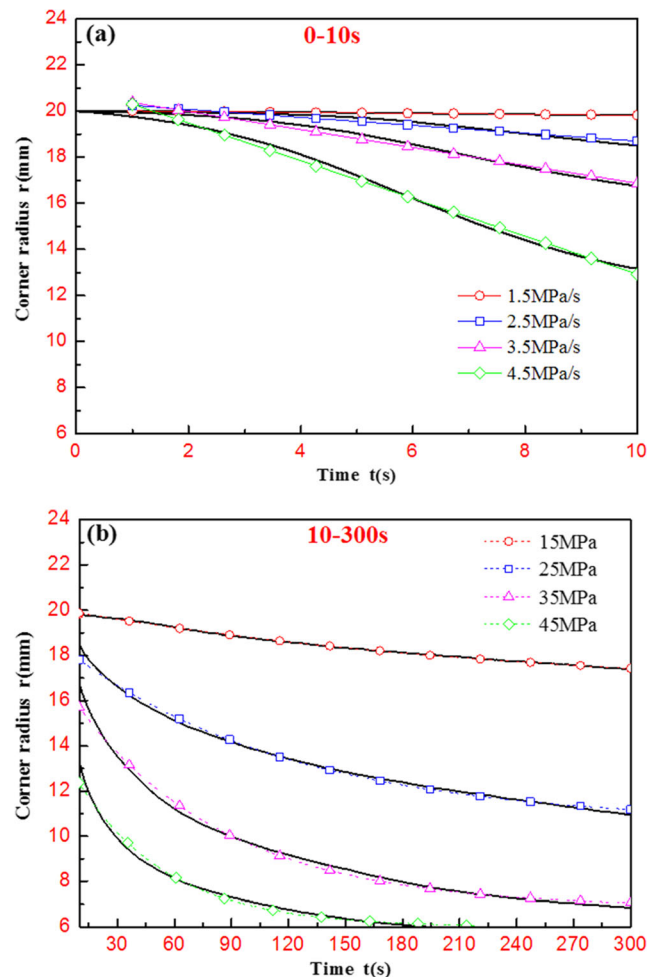 (a)
0-10s
24
22
20
18
16
14
12
10
8
6
Corner radius r(mm)
1.5MPa/s
2.5MPa/s
3.5MPa/s
4.5MPa/s
0 2 4 6 8 10
Time t(s)
(b)
10-300s
24
22
20
18
16
14
12
10
8
6
Corner radius r(mm)
15MPa
25MPa
35MPa
45MPa
30 60 90 120 150 180 210 240 270 300
Time t(s)